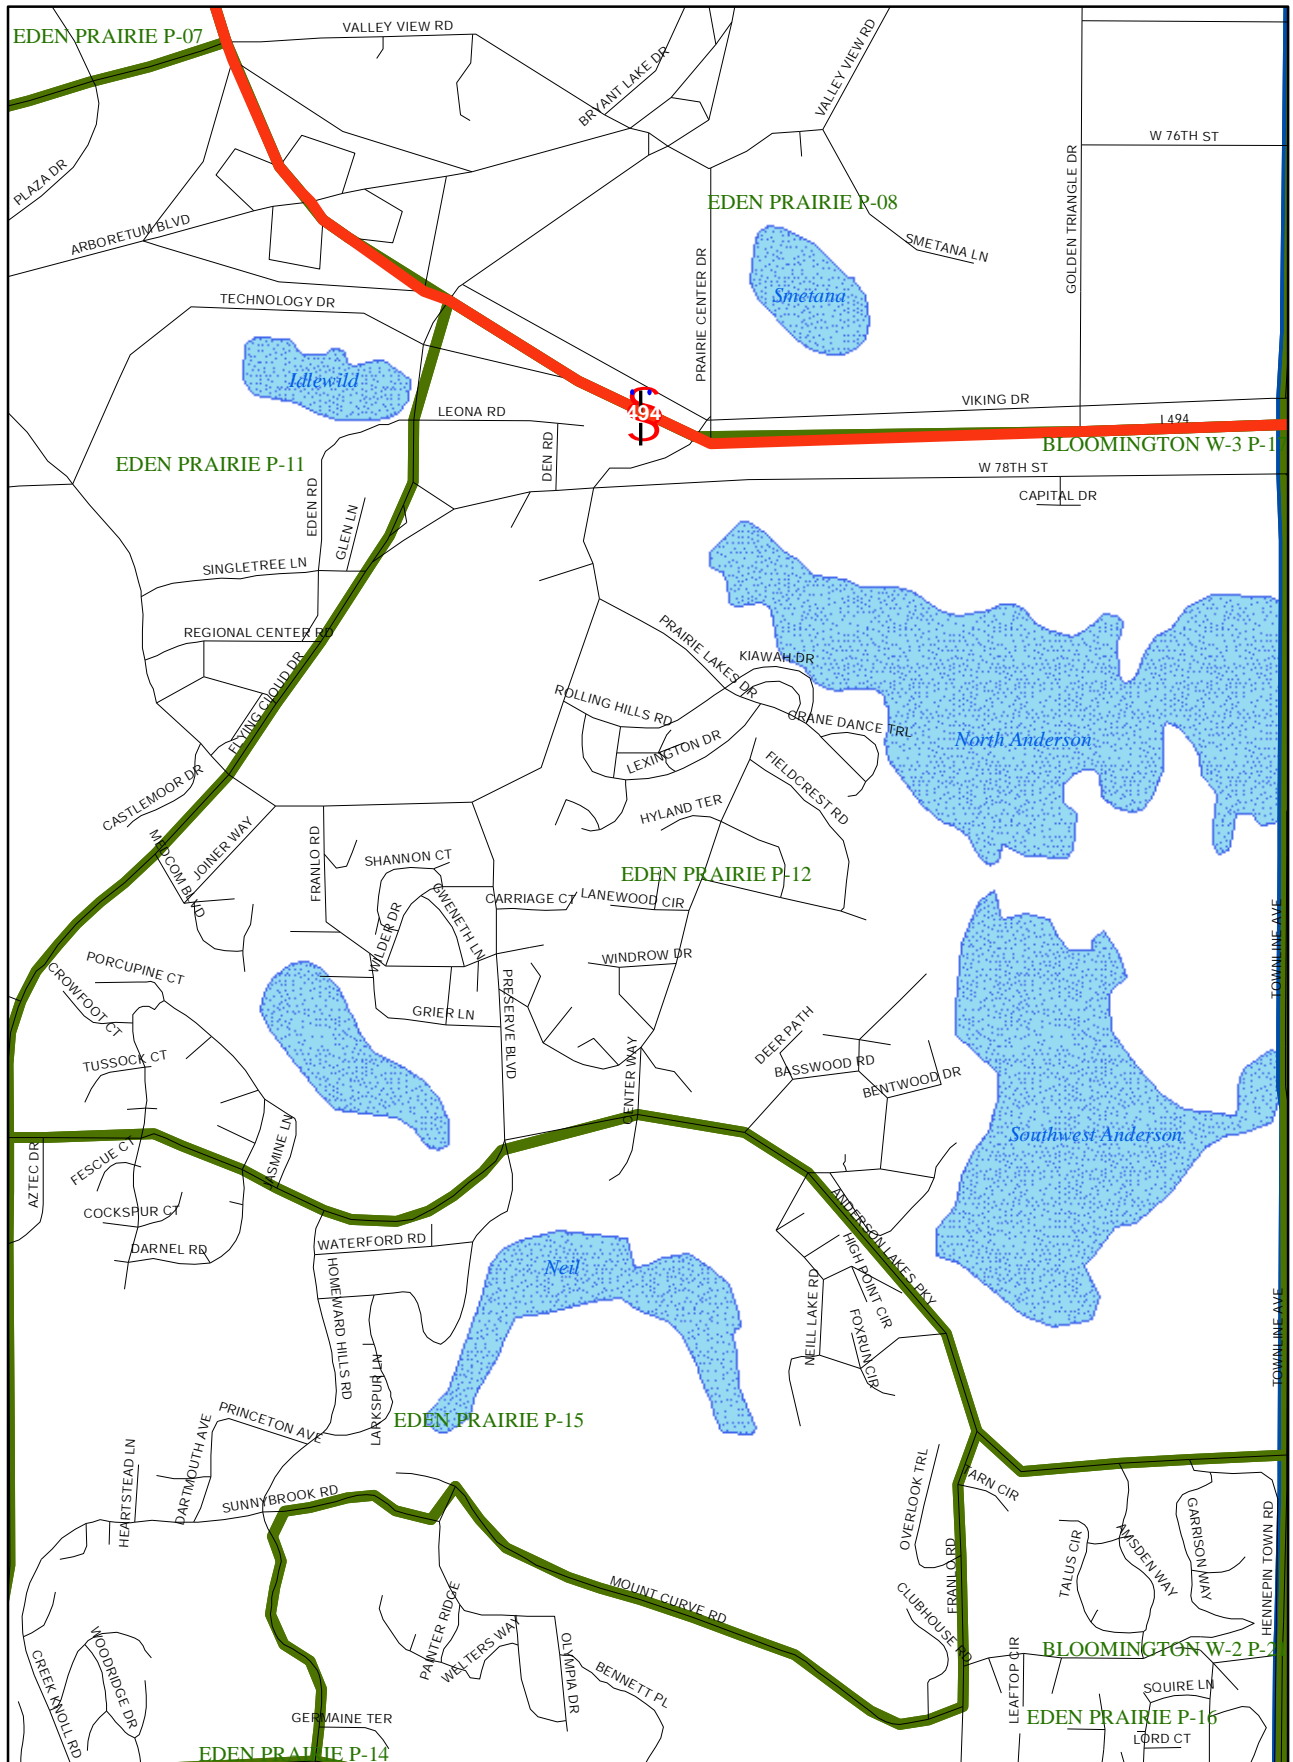 VALLEY VIEW RD
EDEN PRAIRIE P-07
BRYANT LAKE DR
VALLEY VIEW RD
W 76TH ST
PLAZA DR
GOLDEN TRIANGLE DR
EDEN PRAIRIE P-08
ARBORETUM BLVD
SMETANA LN
PRAIRIE CENTER DR
Smetana
TECHNOLOGY DR
Idlewild
VIKING DR
LEONA RD
494
I.494
BLOOMINGTON W-3 P-1
DEN RD
EDEN PRAIRIE P-11
W 78TH ST
CAPITAL DR
EDEN RD
GLEN LN
SINGLETREE LN
REGIONAL CENTER RD
PRAIRIE LAKES DR
KIAWAH DR
FLYING CLOUD DR
ROLLING HILLS RD
CRANE DANCE TRL
North Anderson
LEXINGTON DR
FIELDCREST RD
CASTLEMOOR DR
HYLAND TER
MEDCOM BLVD
JOINER WAY
FRANLO RD
SHANNON CT
EDEN PRAIRIE P-12
GWENETH LN
CARRIAGE CT
LANEWOOD CIR
WILDER DR
TOWNLINE AVE
WINDROW DR
PORCUPINE CT
CROWFOOT CT
PRESERVE BLVD
GRIER LN
DEER PATH
TUSSOCK CT
CENTER WAY
BASSWOOD RD
BENTWOOD DR
Southwest Anderson
JASMINE LN
FESCUE CT
AZTEC DR
COCKSPUR CT
ANDERSON LAKES PKY
DARNEL RD
WATERFORD RD
HIGH POINT CIR
Neil
HOMEWARD HILLS RD
NEILL LAKE RD
FOXRUN CIR
TOWNLINE AVE
LARKSPUR LN
PRINCETON AVE
EDEN PRAIRIE P-15
DARTMOUTH AVE
HEARTSTEAD LN
SUNNYBROOK RD
OVERLOOK TRL
TARN CIR
GARRISON WAY
AMSDEN WAY
TALUS CIR
HENNEPIN TOWN RD
FRANLO RD
MOUNT CURVE RD
CLUBHOUSE RD
PAINTER RIDGE
WELTERS WAY
OLYMPIA DR
BENNETT PL
WOODRIDGE DR
CREEK KNOLL RD
BLOOMINGTON W-2 P-2
LEAFTOP CIR
SQUIRE LN
EDEN PRAIRIE P-16
GERMAINE TER
LORD CT
EDEN PRAIRIE P-14